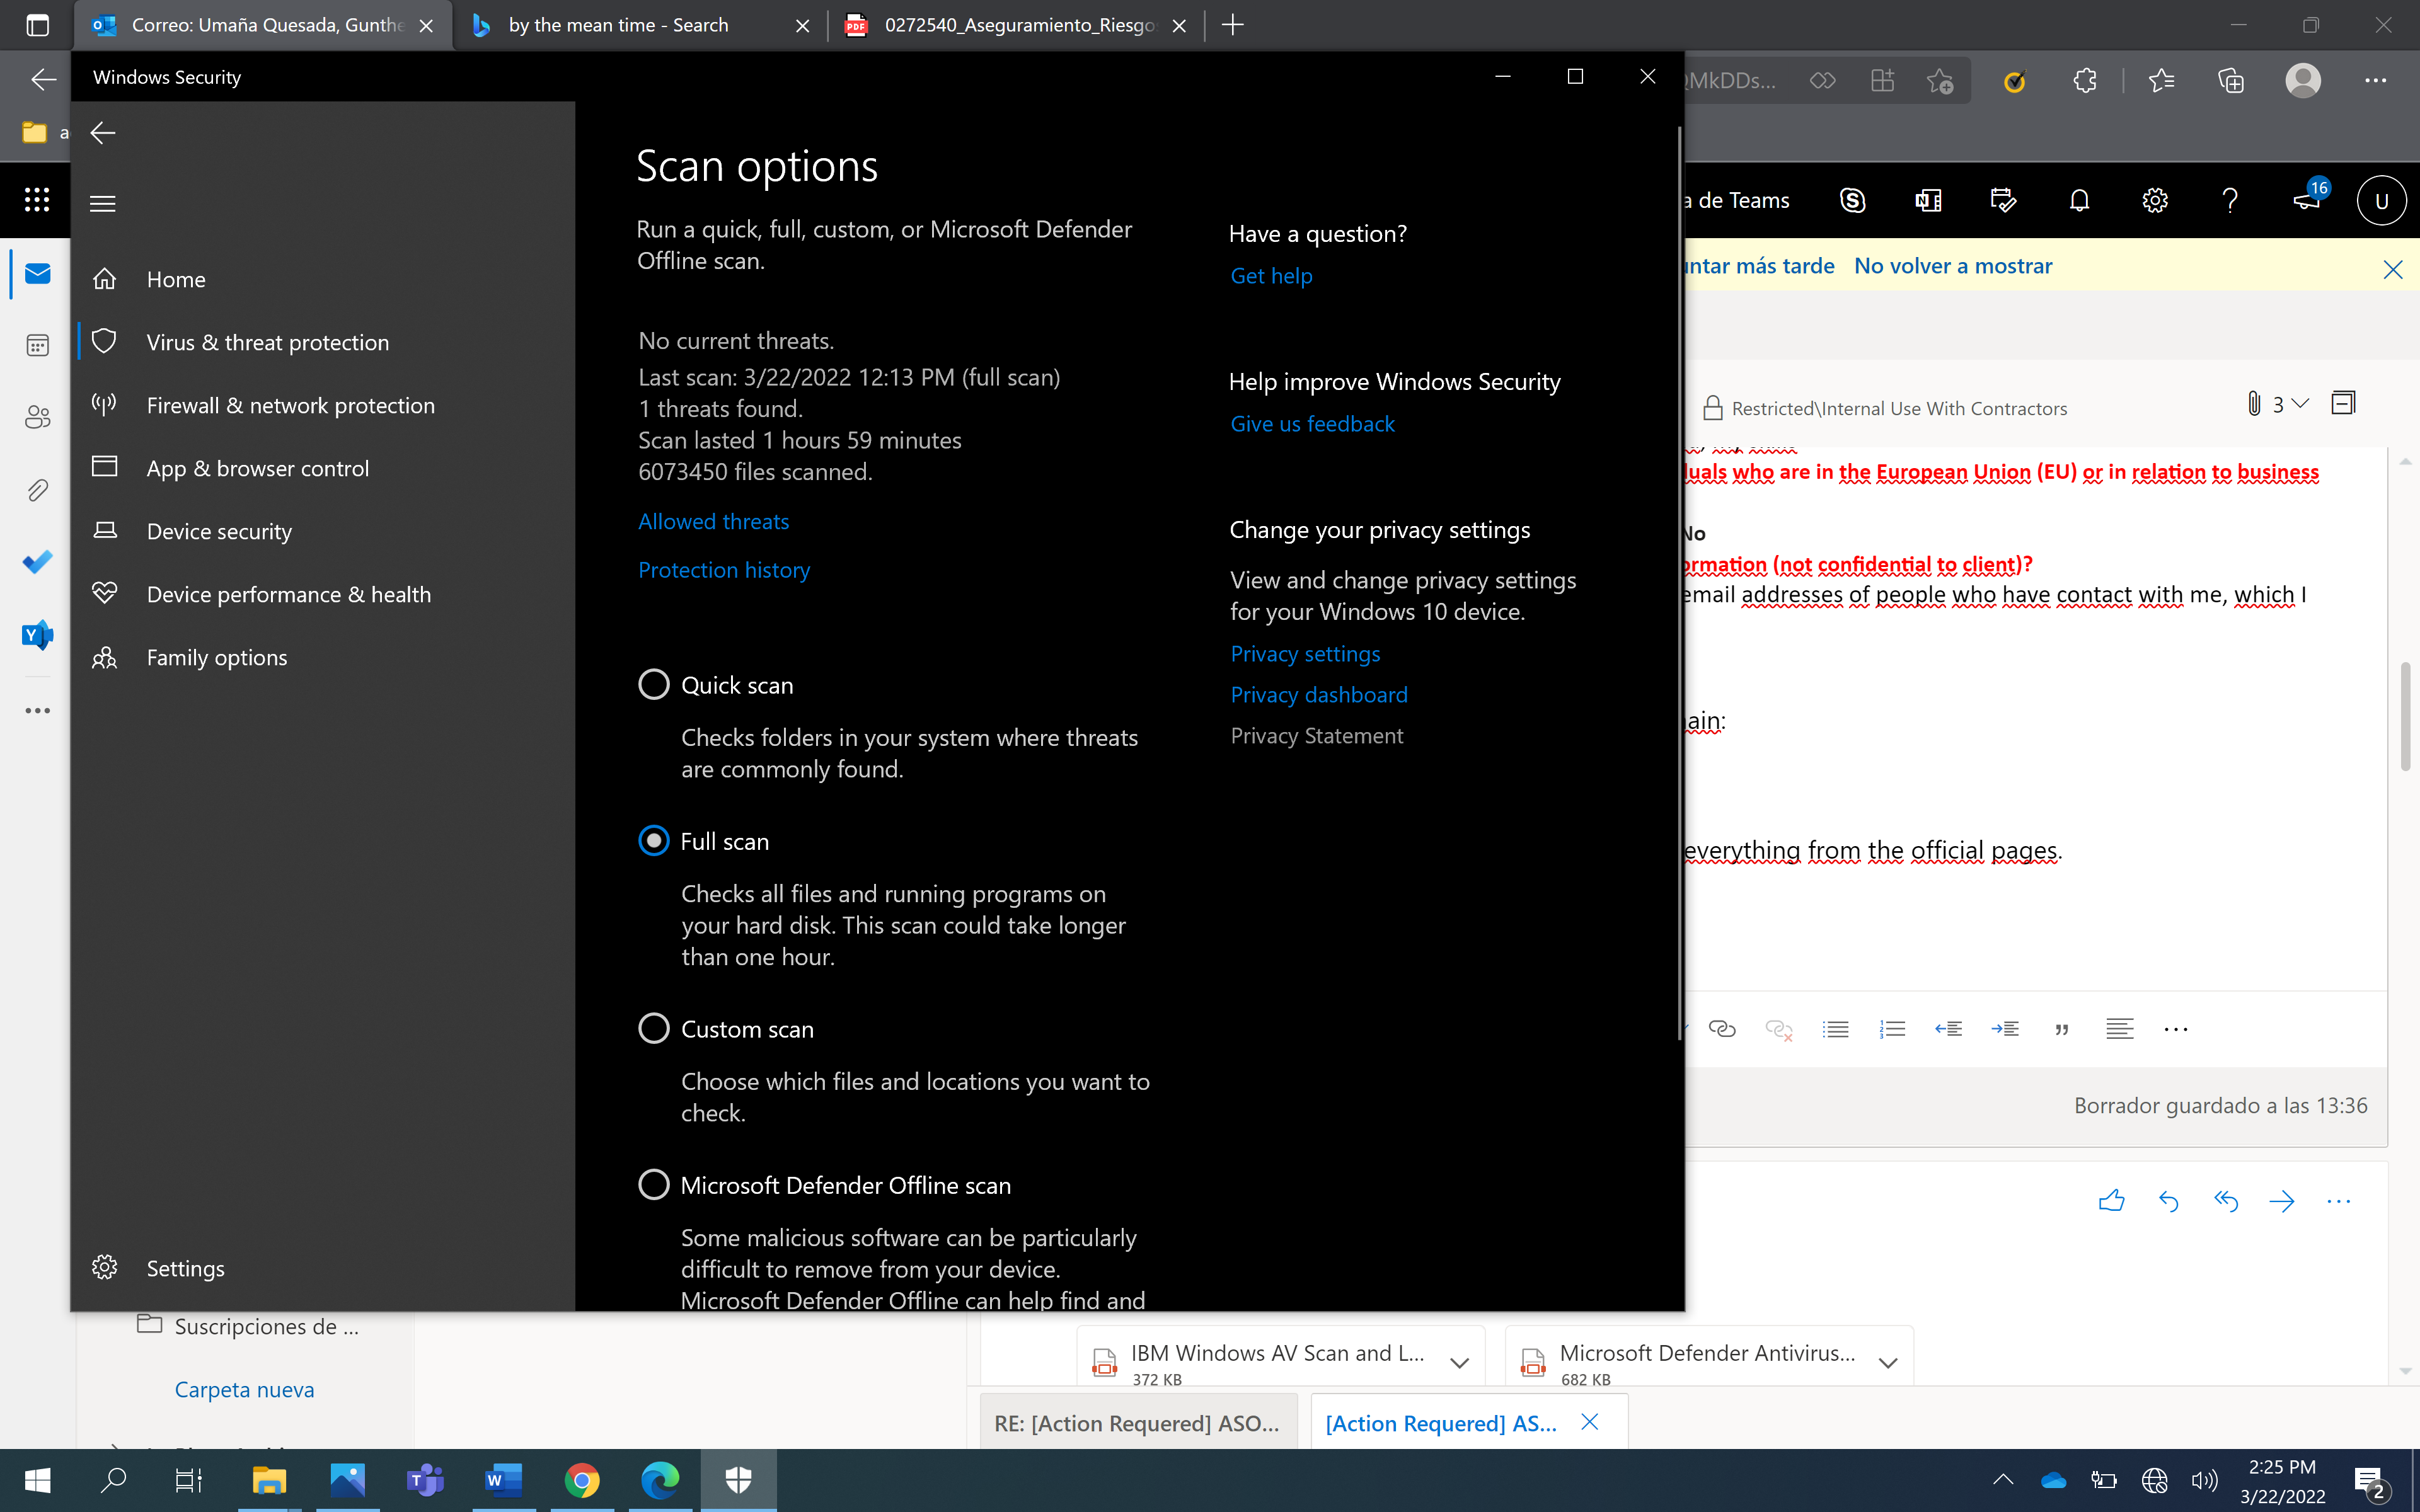 Correo: Umaña Quesada, Gunthe
by the mean time - Search
0272540_Aseguramiento_Riesgo
Windows Security
QMkDDs...
Home
Virus & threat protection
Firewall & network protection
App & browser control
Device security
Device performance & health
Family options
Settings
Scan options
Run a quick, full, custom, or Microsoft Defender
Offline scan.
No current threats.
Last scan: 3/22/2022 12:13 PM (full scan)
1 threats found.
Scan lasted 1 hours 59 minutes
6073450 files scanned.
Allowed threats
Protection history
Quick scan
Checks folders in your system where threats
are commonly found.
Full scan
Checks all files and running programs on
your hard disk. This scan could take longer
than one hour.
Custom scan
Choose which files and locations you want to
check.
Microsoft Defender Offline scan
Some malicious software can be particularly
difficult to remove from your device.
Microsoft Defender Offline can help find and
Have a question?
Get help
Help improve Windows Security
Give us feedback
Change your privacy settings
View and change privacy settings
for your Windows 10 device.
Privacy settings
Privacy dashboard
Privacy Statement
a de Teams
16
U
untar más tarde No volver a mostrar
Restricted\Internal Use With Contractors
3
duals who are in the European Union (EU) or in relation to business
No
ormation (not confidential to client)?
email addresses of people who have contact with me, which I
ain:
everything from the official pages.
Borrador guardado a las 13:36
Suscripciones de ...
Carpeta nueva
IBM Windows AV Scan and L...
372 KB
Microsoft Defender Antivirus...
682 KB
RE: [Action Requered] ASO...
[Action Requered] AS...
2:25 PM
3/22/2022
2